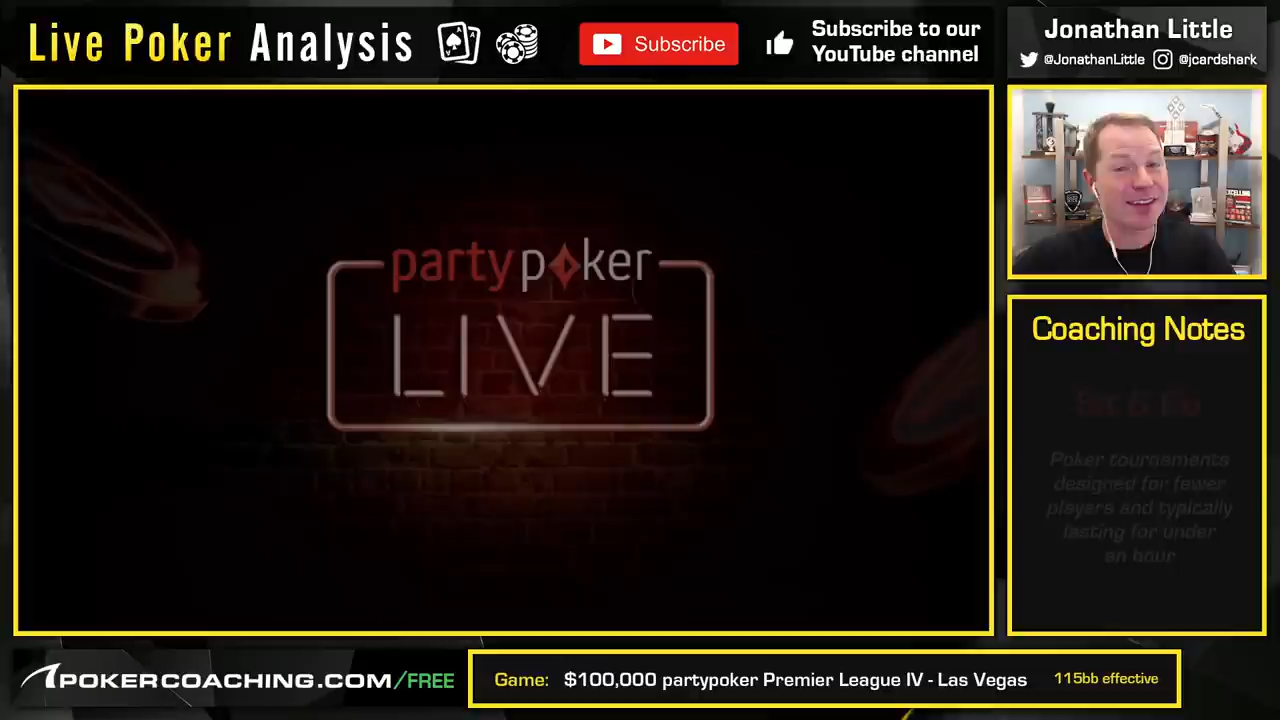 Live Poker Analysis
Subscribe
Subscribe to our
YouTube channel
Jonathan Little
@JonathanLittle @jcardshark
partypoker
LIVE
Coaching Notes
Sit & Go
Poker tournaments
designed for fewer
players and typically
lasting for under
an hour
POKERCOACHING.COM/FREE
Game: $100,000 partypoker Premier League IV - Las Vegas 115bb effective